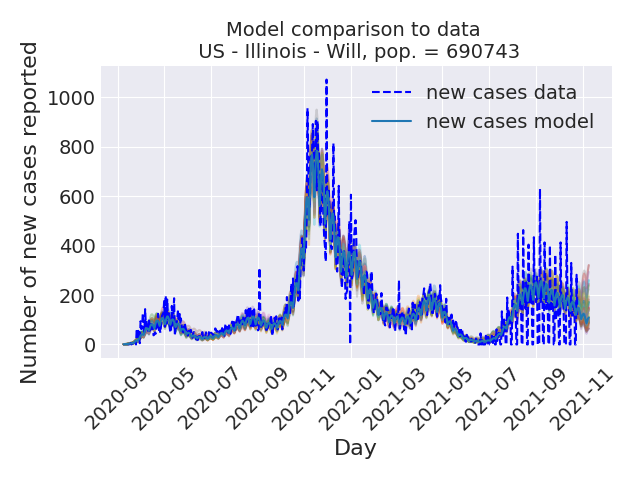 Model comparison to data
US - Illinois - Will, pop. = 690743
Number of new cases reported
1000
800
600
400
200
0
new cases data
new cases model
2020-03
2020-05
2020-07
2020-09
2020-11
2021-01
2021-03
2021-05
2021-07
2021-09
2021-11
Day